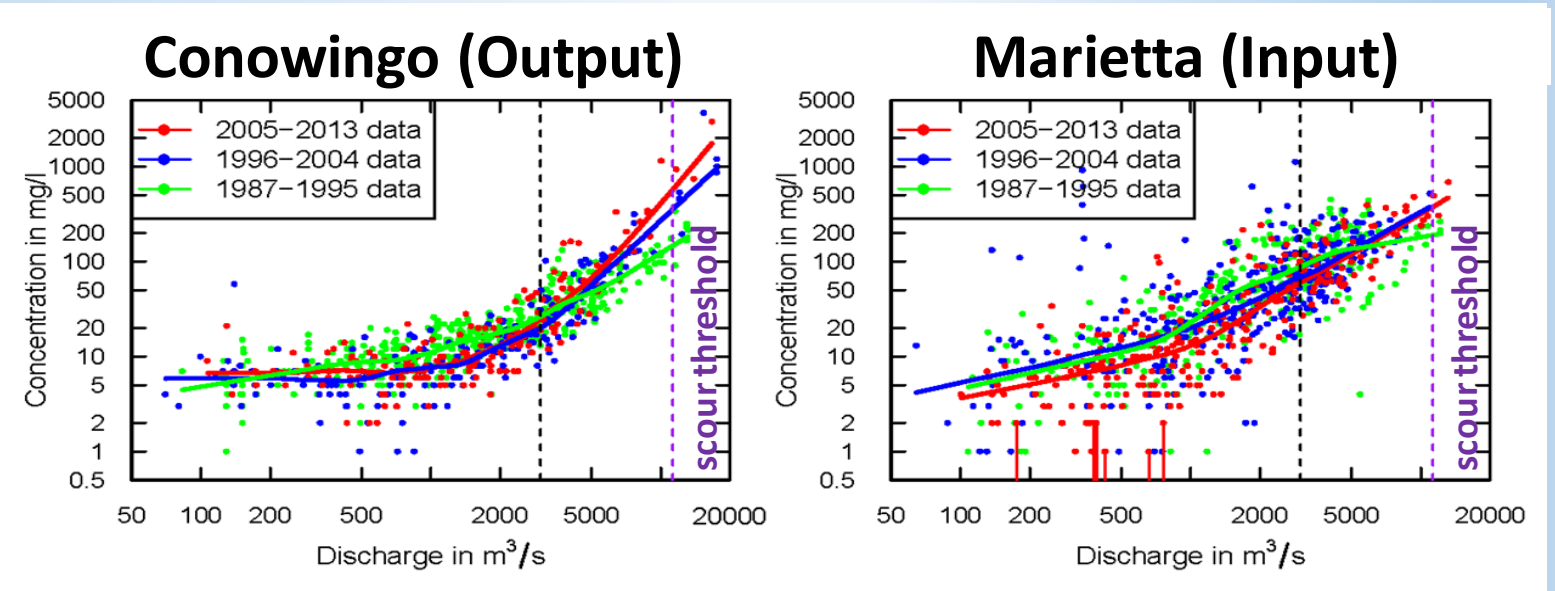 Conowingo (Output)
5000
2000
1000
500
200
100
50
20
10
5
2
1
0.5
Concentration in mg/l
2005−2013 data
1996−2004 data
1987−1995 data
scour threshold
50 100 200 500 2000 5000 20000
Discharge in m³/s
Marietta (Input)
5000
2000
1000
500
200
100
50
20
10
5
2
1
0.5
Concentration in mg/l
2005−2013 data
1996−2004 data
1987−1995 data
scour threshold
50 100 200 500 2000 5000 20000
Discharge in m³/s